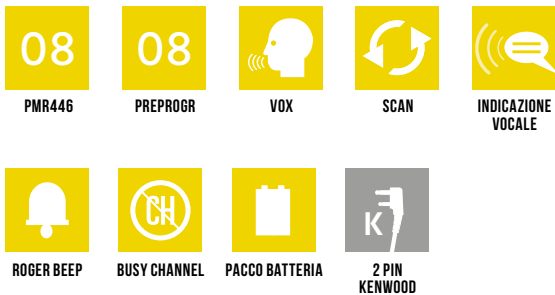 08
08
PMR446
PREPROGR
VOX
SCAN
INDICAZIONE
VOCALE
CH
K
ROGER BEEP
BUSY CHANNEL
PACCO BATTERIA
2 PIN
KENWOOD